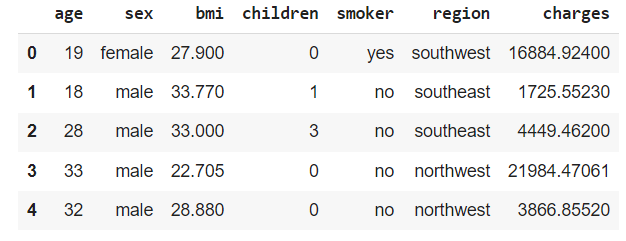 age sex bmi children smoker region charges
0 19 female 27.900 0 yes southwest 16884.92400
1 18 male 33.770 1 no southeast 1725.55230
2 28 male 33.000 3 no southeast 4449.46200
3 33 male 22.705 0 no northwest 21984.47061
4 32 male 28.880 0 no northwest 3866.85520